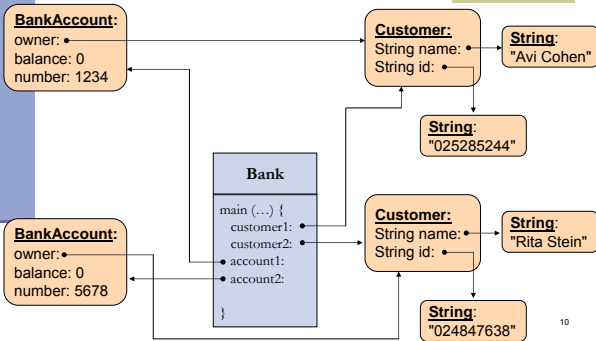 BankAccount:
owner:
balance: 0
number: 1234
Customer:
String name:
String id:
String:
"Avi Cohen"
String:
"025285244"
Bank
main (…) {
customer1:
customer2:
account1:
account2:
}
BankAccount:
owner:
balance: 0
number: 5678
Customer:
String name:
String id:
String:
"Rita Stein"
String:
"024847638"
10